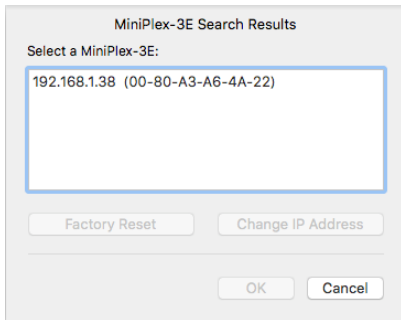 MiniPlex-3E Search Results
Select a MiniPlex-3E:
192.168.1.38 (00-80-A3-A6-4A-22)
Factory Reset Change IP Address
OK Cancel